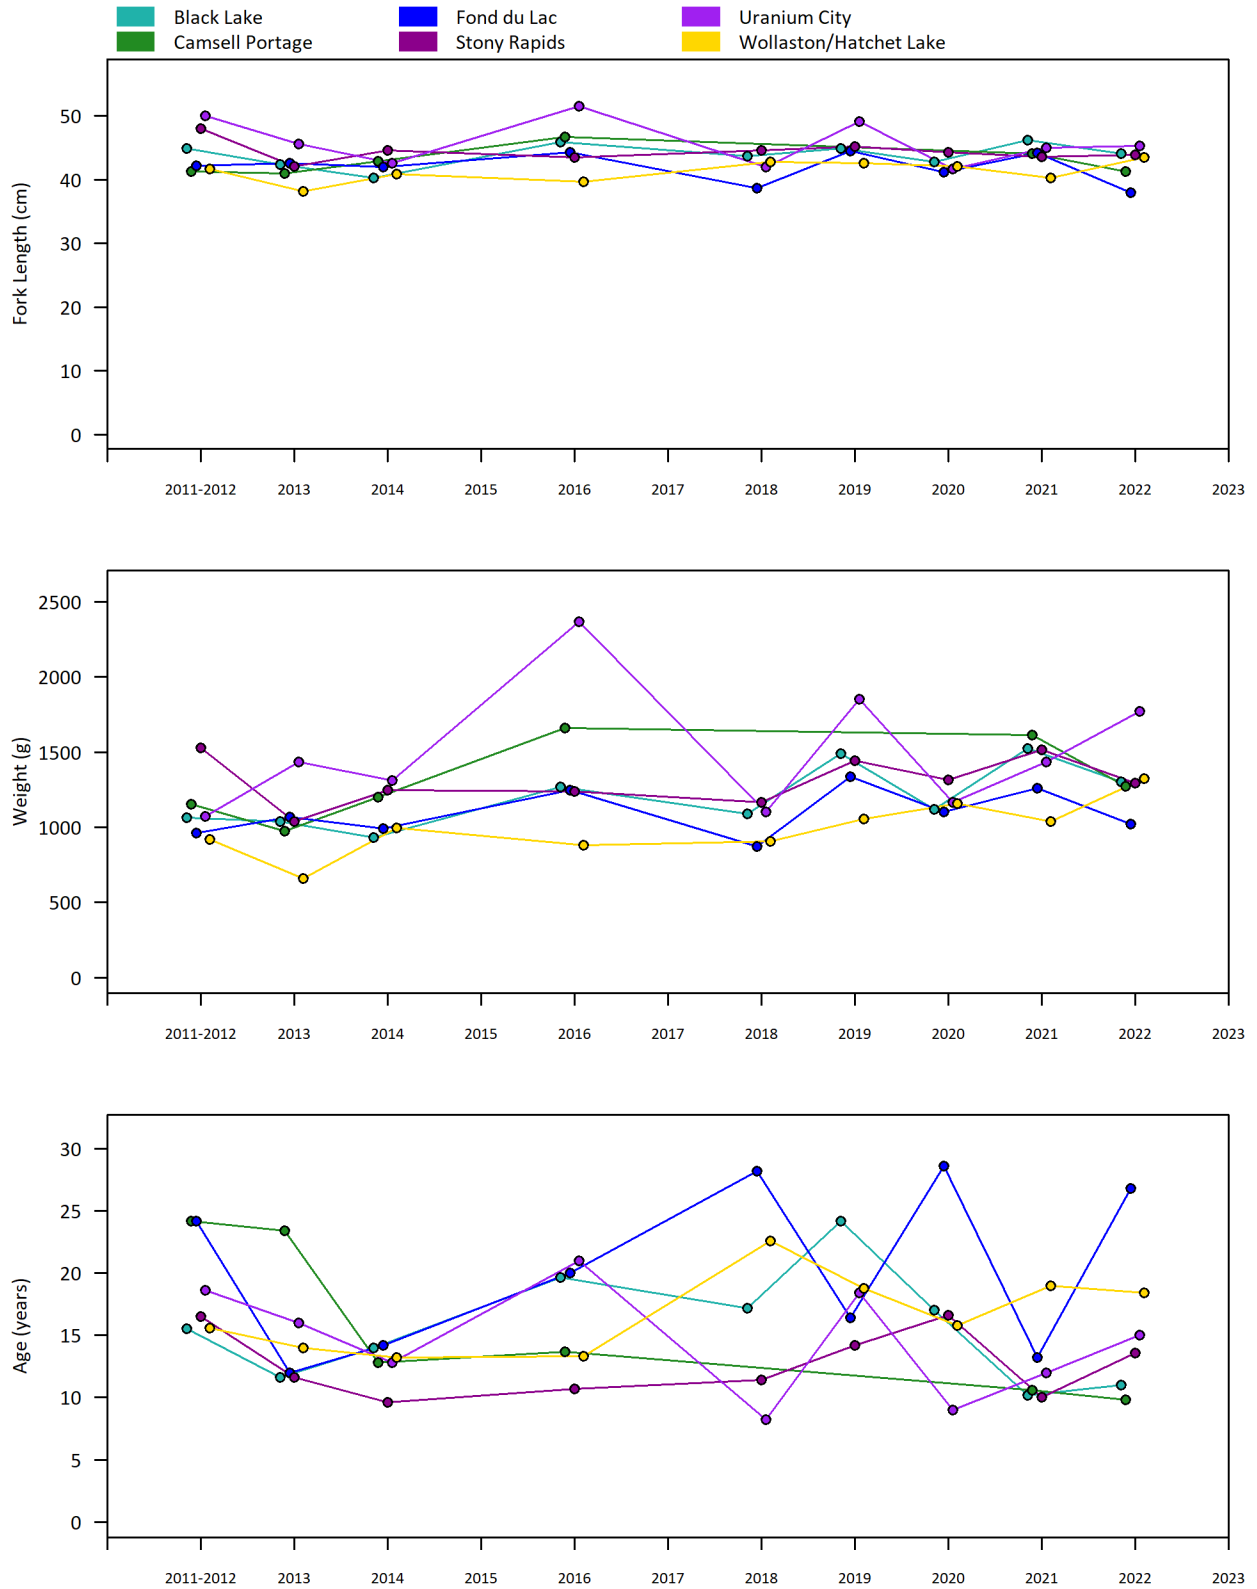 Black Lake Fond du Lac Uranium City
Camsell Portage Stony Rapids Wollaston/Hatchet Lake
Fork Length (cm)
50
40
30
20
10
0
2011-2012 2013 2014 2015 2016 2017 2018 2019 2020 2021 2022 2023
Weight (g)
2500
2000
1500
1000
500
0
2011-2012 2013 2014 2015 2016 2017 2018 2019 2020 2021 2022 2023
Age (years)
30
25
20
15
10
5
0
2011-2012 2013 2014 2015 2016 2017 2018 2019 2020 2021 2022 2023